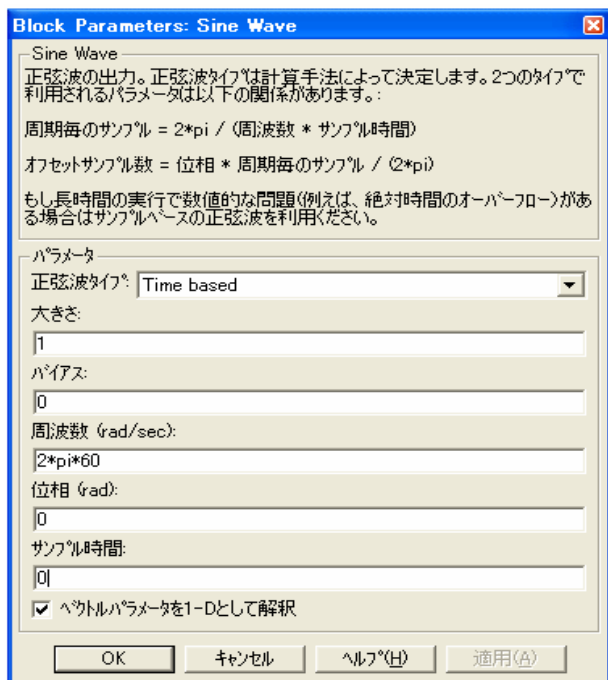 Block Parameters: Sine Wave
Sine Wave
正弦波の出力。正弦波ﾀｲﾌﾟは計算手法によって決定します。2つのﾀｲﾌﾟで
利用されるﾊﾟﾗﾒｰﾀは以下の関係があります。:
周期毎のｻﾝﾌﾟﾙ = 2*pi / (周波数 * ｻﾝﾌﾟﾙ時間)
ｵﾌｾｯﾄｻﾝﾌﾟﾙ数 = 位相 * 周期毎のｻﾝﾌﾟﾙ / (2*pi)
もし長時間の実行で数値的な問題(例えば、絶対時間のｵｰﾊﾞｰﾌﾛｰ)があ
る場合はｻﾝﾌﾟﾙﾍﾞｰｽの正弦波を利用ください。
ﾊﾟﾗﾒｰﾀ
正弦波ﾀｲﾌﾟ: Time based
大きさ:
1
ﾊﾞｲｱｽ:
0
周波数 (rad/sec):
2*pi*60
位相 (rad):
0
ｻﾝﾌﾟﾙ時間:
0
ﾍﾞｸﾄﾙﾊﾟﾗﾒｰﾀを1-Dとして解釈
OK ｷｬﾝｾﾙ ﾍﾙﾌﾟ(H) 適用(A)